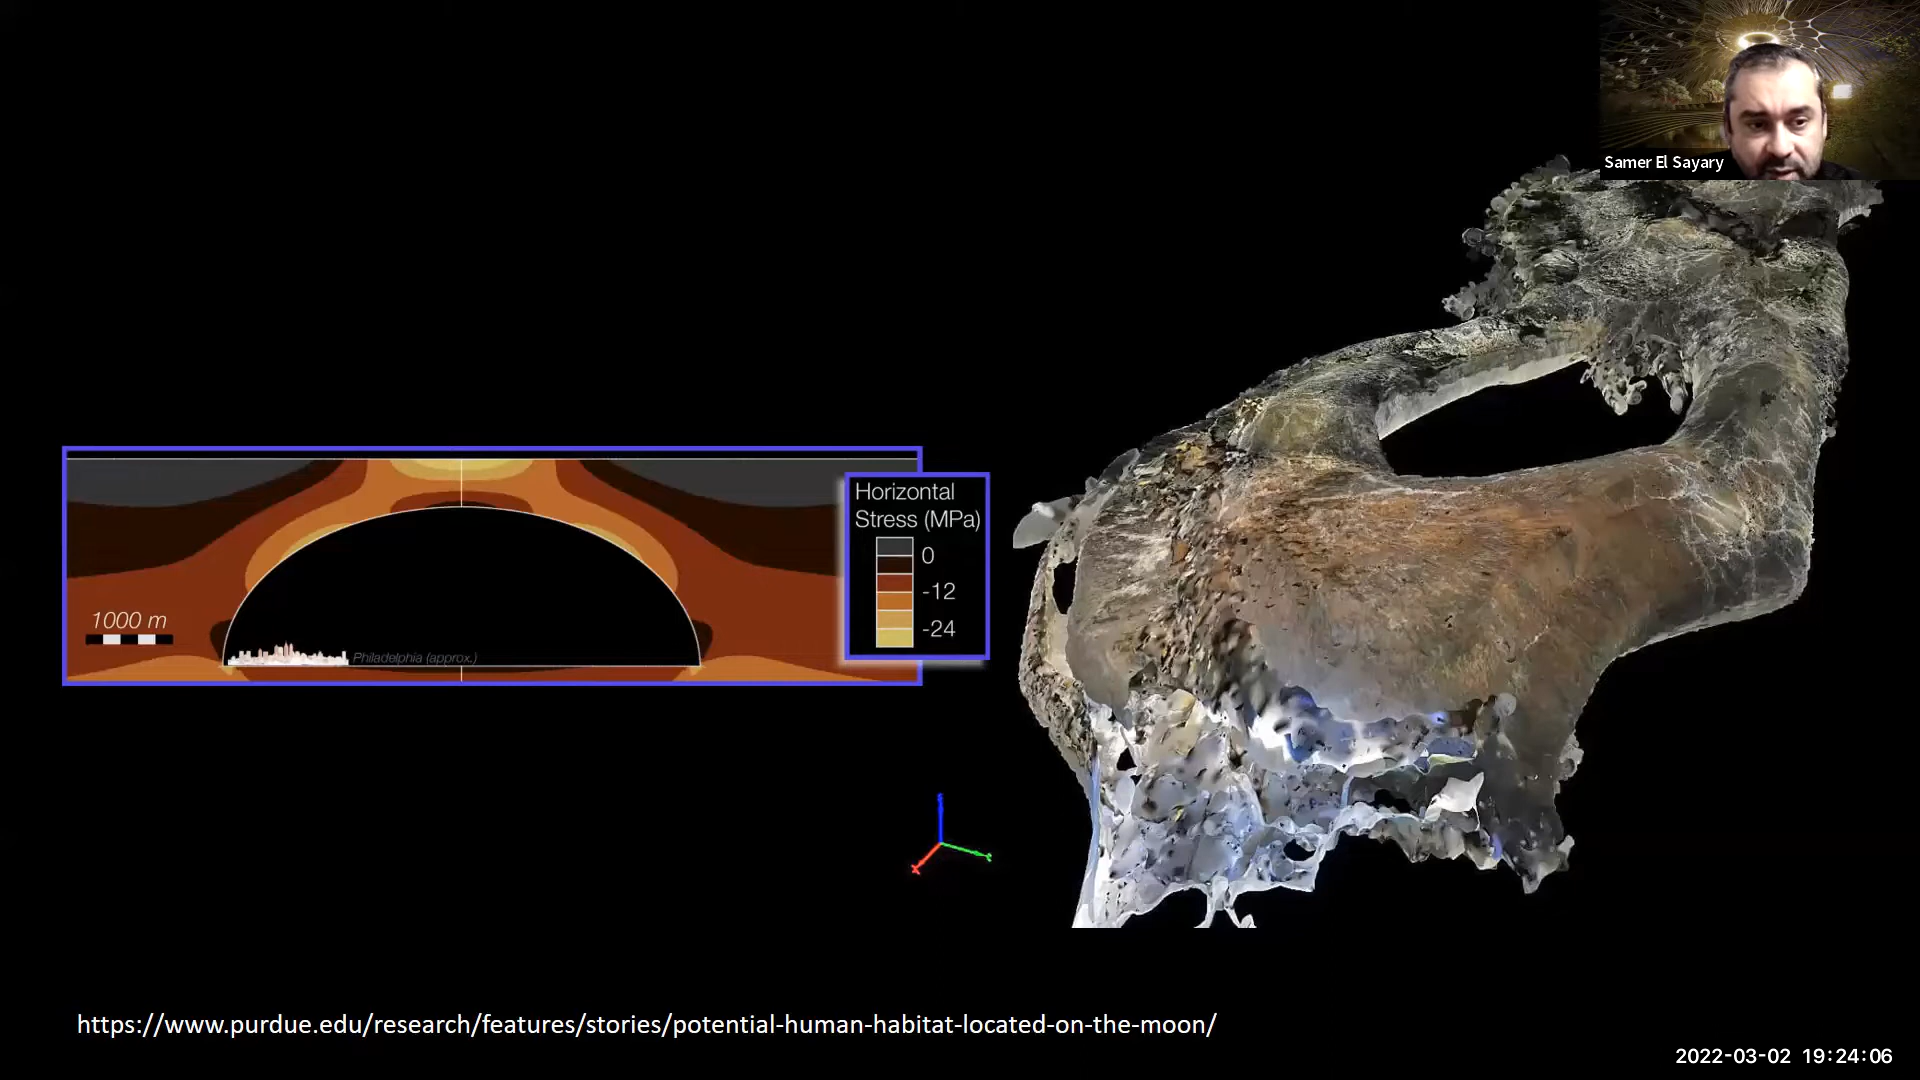 Samer El Sayary
Horizontal
Stress (MPa)
0
-12
-24
1000 m
Philadelphia (approx.)
https://www.purdue.edu/research/features/stories/potential-human-habitat-located-on-the-moon/
2022-03-02 19:24:06